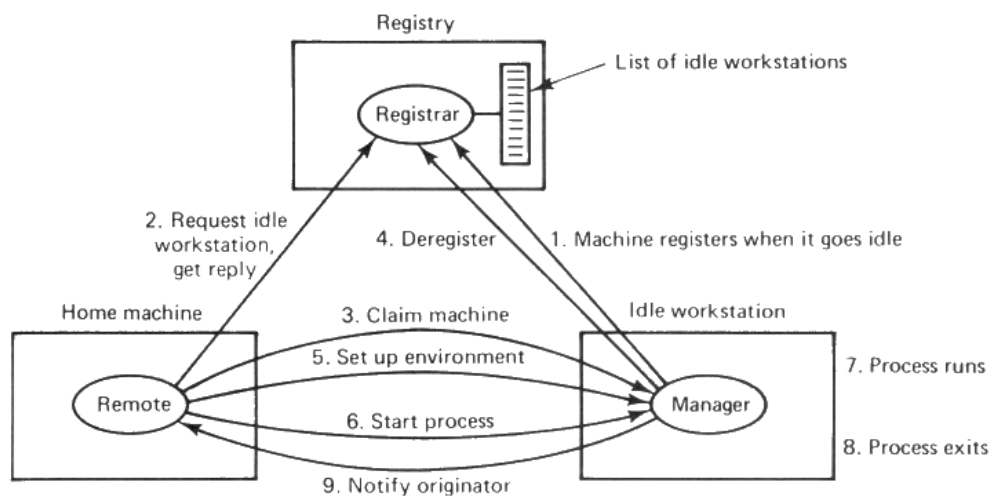 Registry
List of idle workstations
Registrar
2. Request idle
workstation,
get reply
4. Deregister
1. Machine registers when it goes idle
Home machine
3. Claim machine
Idle workstation
5. Set up environment
7. Process runs
Remote
Manager
6. Start process
8. Process exits
9. Notify originator